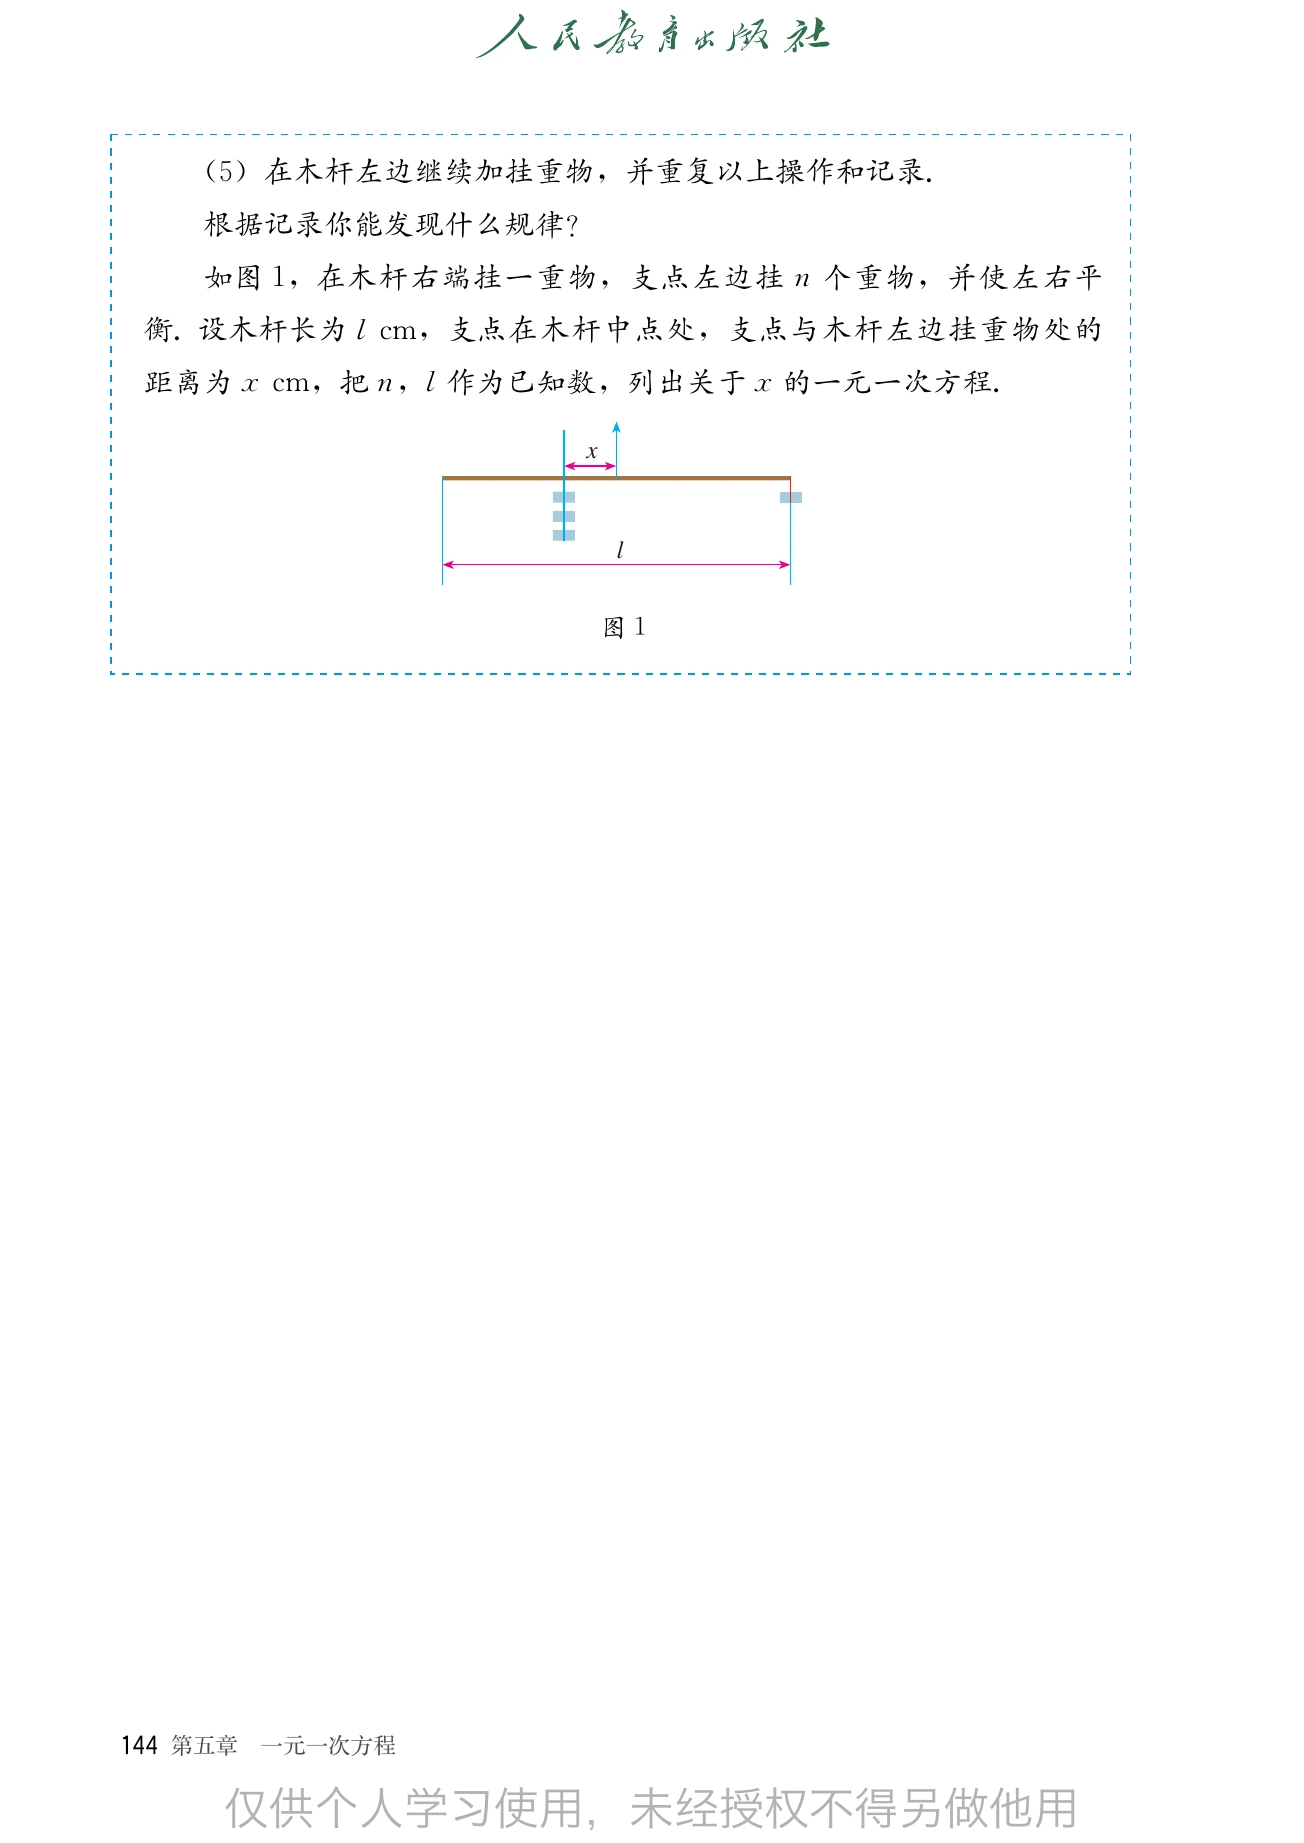 人民教育出版社
（5）在木杆左边继续加挂重物，并重复以上操作和记录．
根据记录你能发现什么规律？
如图 1，在木杆右端挂一重物，支点左边挂 n 个重物，并使左右平
衡．设木杆长为 l cm，支点在木杆中点处，支点与木杆左边挂重物处的
距离为 x cm，把 n，l 作为已知数，列出关于 x 的一元一次方程．
x
l
图 1
144 第五章 一元一次方程
仅供个人学习使用，未经授权不得另做他用